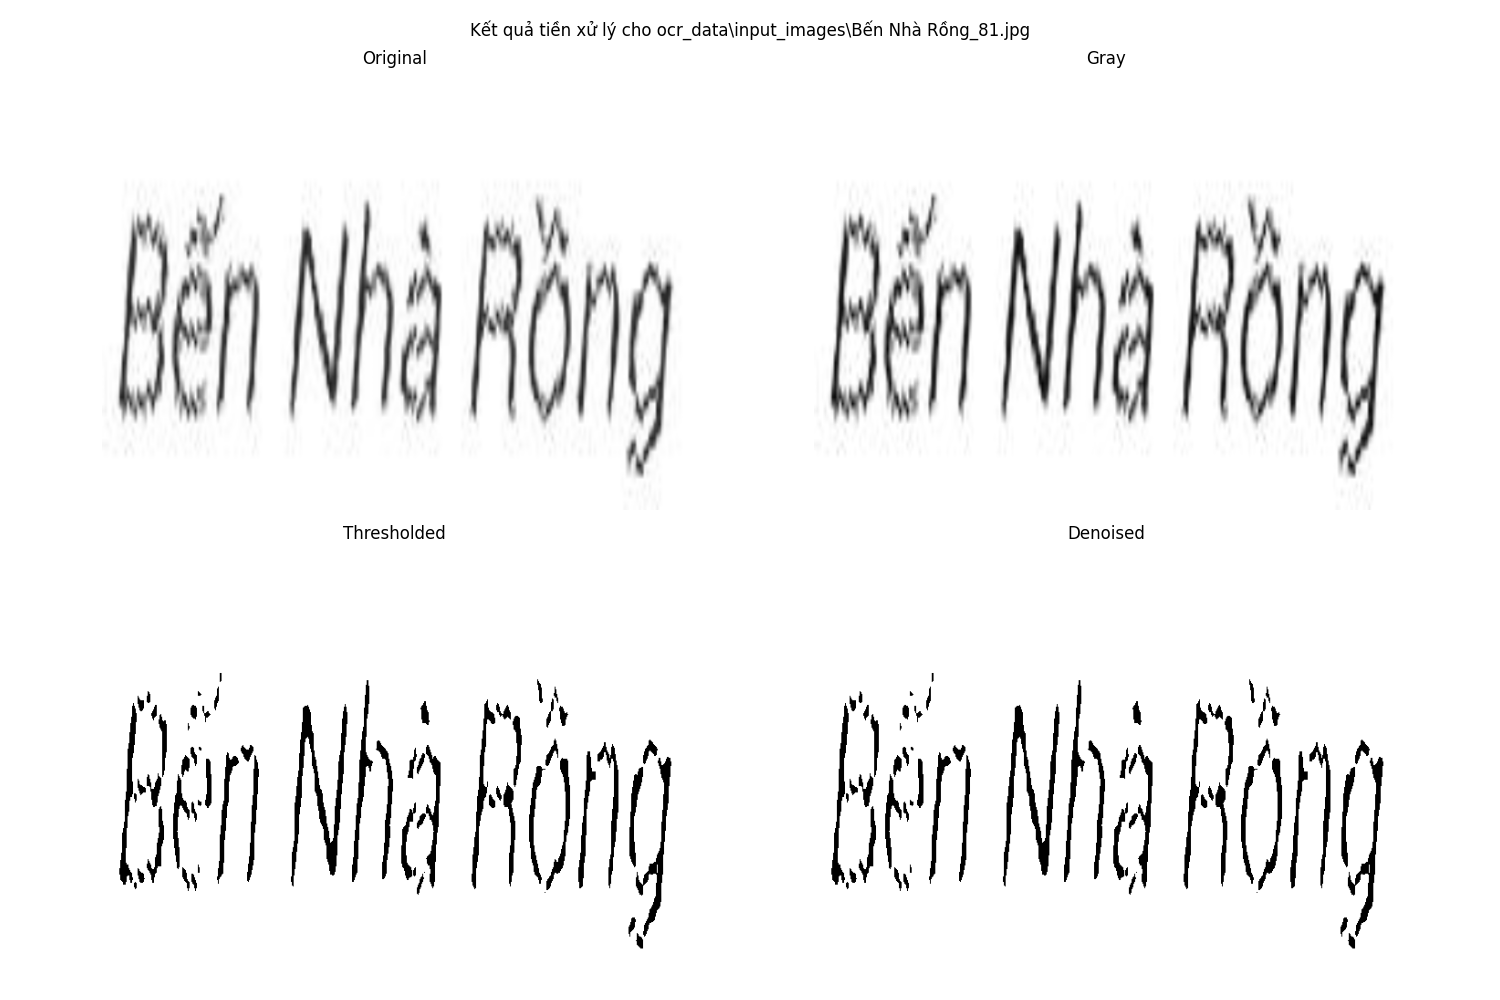 Kết quả tiền xử lý cho ocr_data\input_images\Bến Nhà Rồng_81.jpg
Original
Gray
Bến Nhà Rồng
Bến Nhà Rồng
Thresholded
Denoised
Bến Nhà Rồng
Bến Nhà Rồng